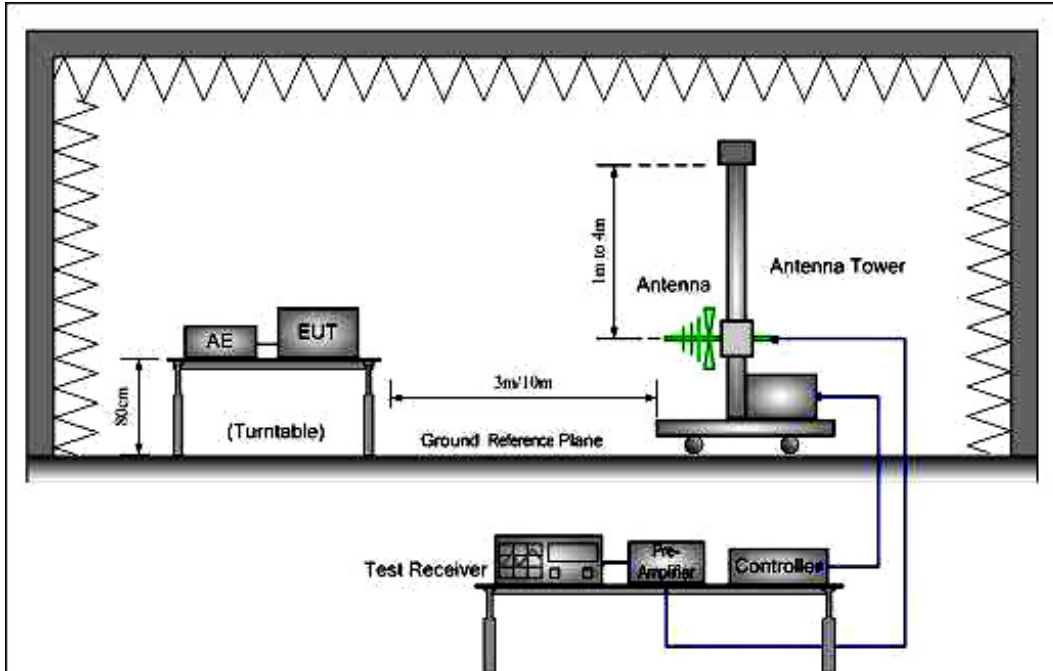 1m to 4m
Antenna
Antenna Tower
AE
EUT
80cm
3m/10m
(Turntable)
Ground Reference Plane
Test Receiver
Pre-
Amplifier
Controller